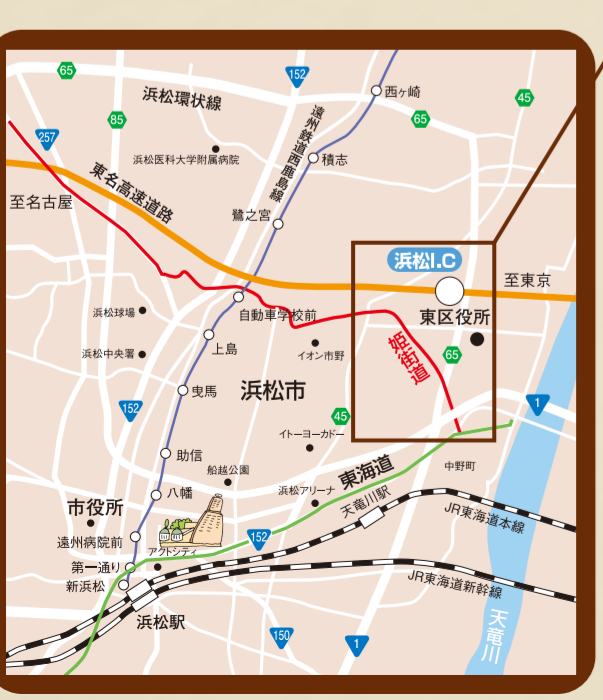 65
152
西ヶ崎
浜松環状線
45
85
65
257
遠州鉄道西鹿島線
浜松医科大学附属病院
積志
東名高速道路
至名古屋
鷺之宮
浜松I.C
至東京
浜松球場
自動車学校前
東区役所
姫街道
上島
イオン市野
浜松中央署
65
曳馬
浜松市
152
45
1
イトーヨーカドー
助信
東海道
中野町
船越公園
八幡
浜松アリーナ
天竜川駅
市役所
JR東海道本線
遠州病院前
152
アクトシティ
第一通り
新浜松
JR東海道新幹線
浜松駅
天竜川
150
1